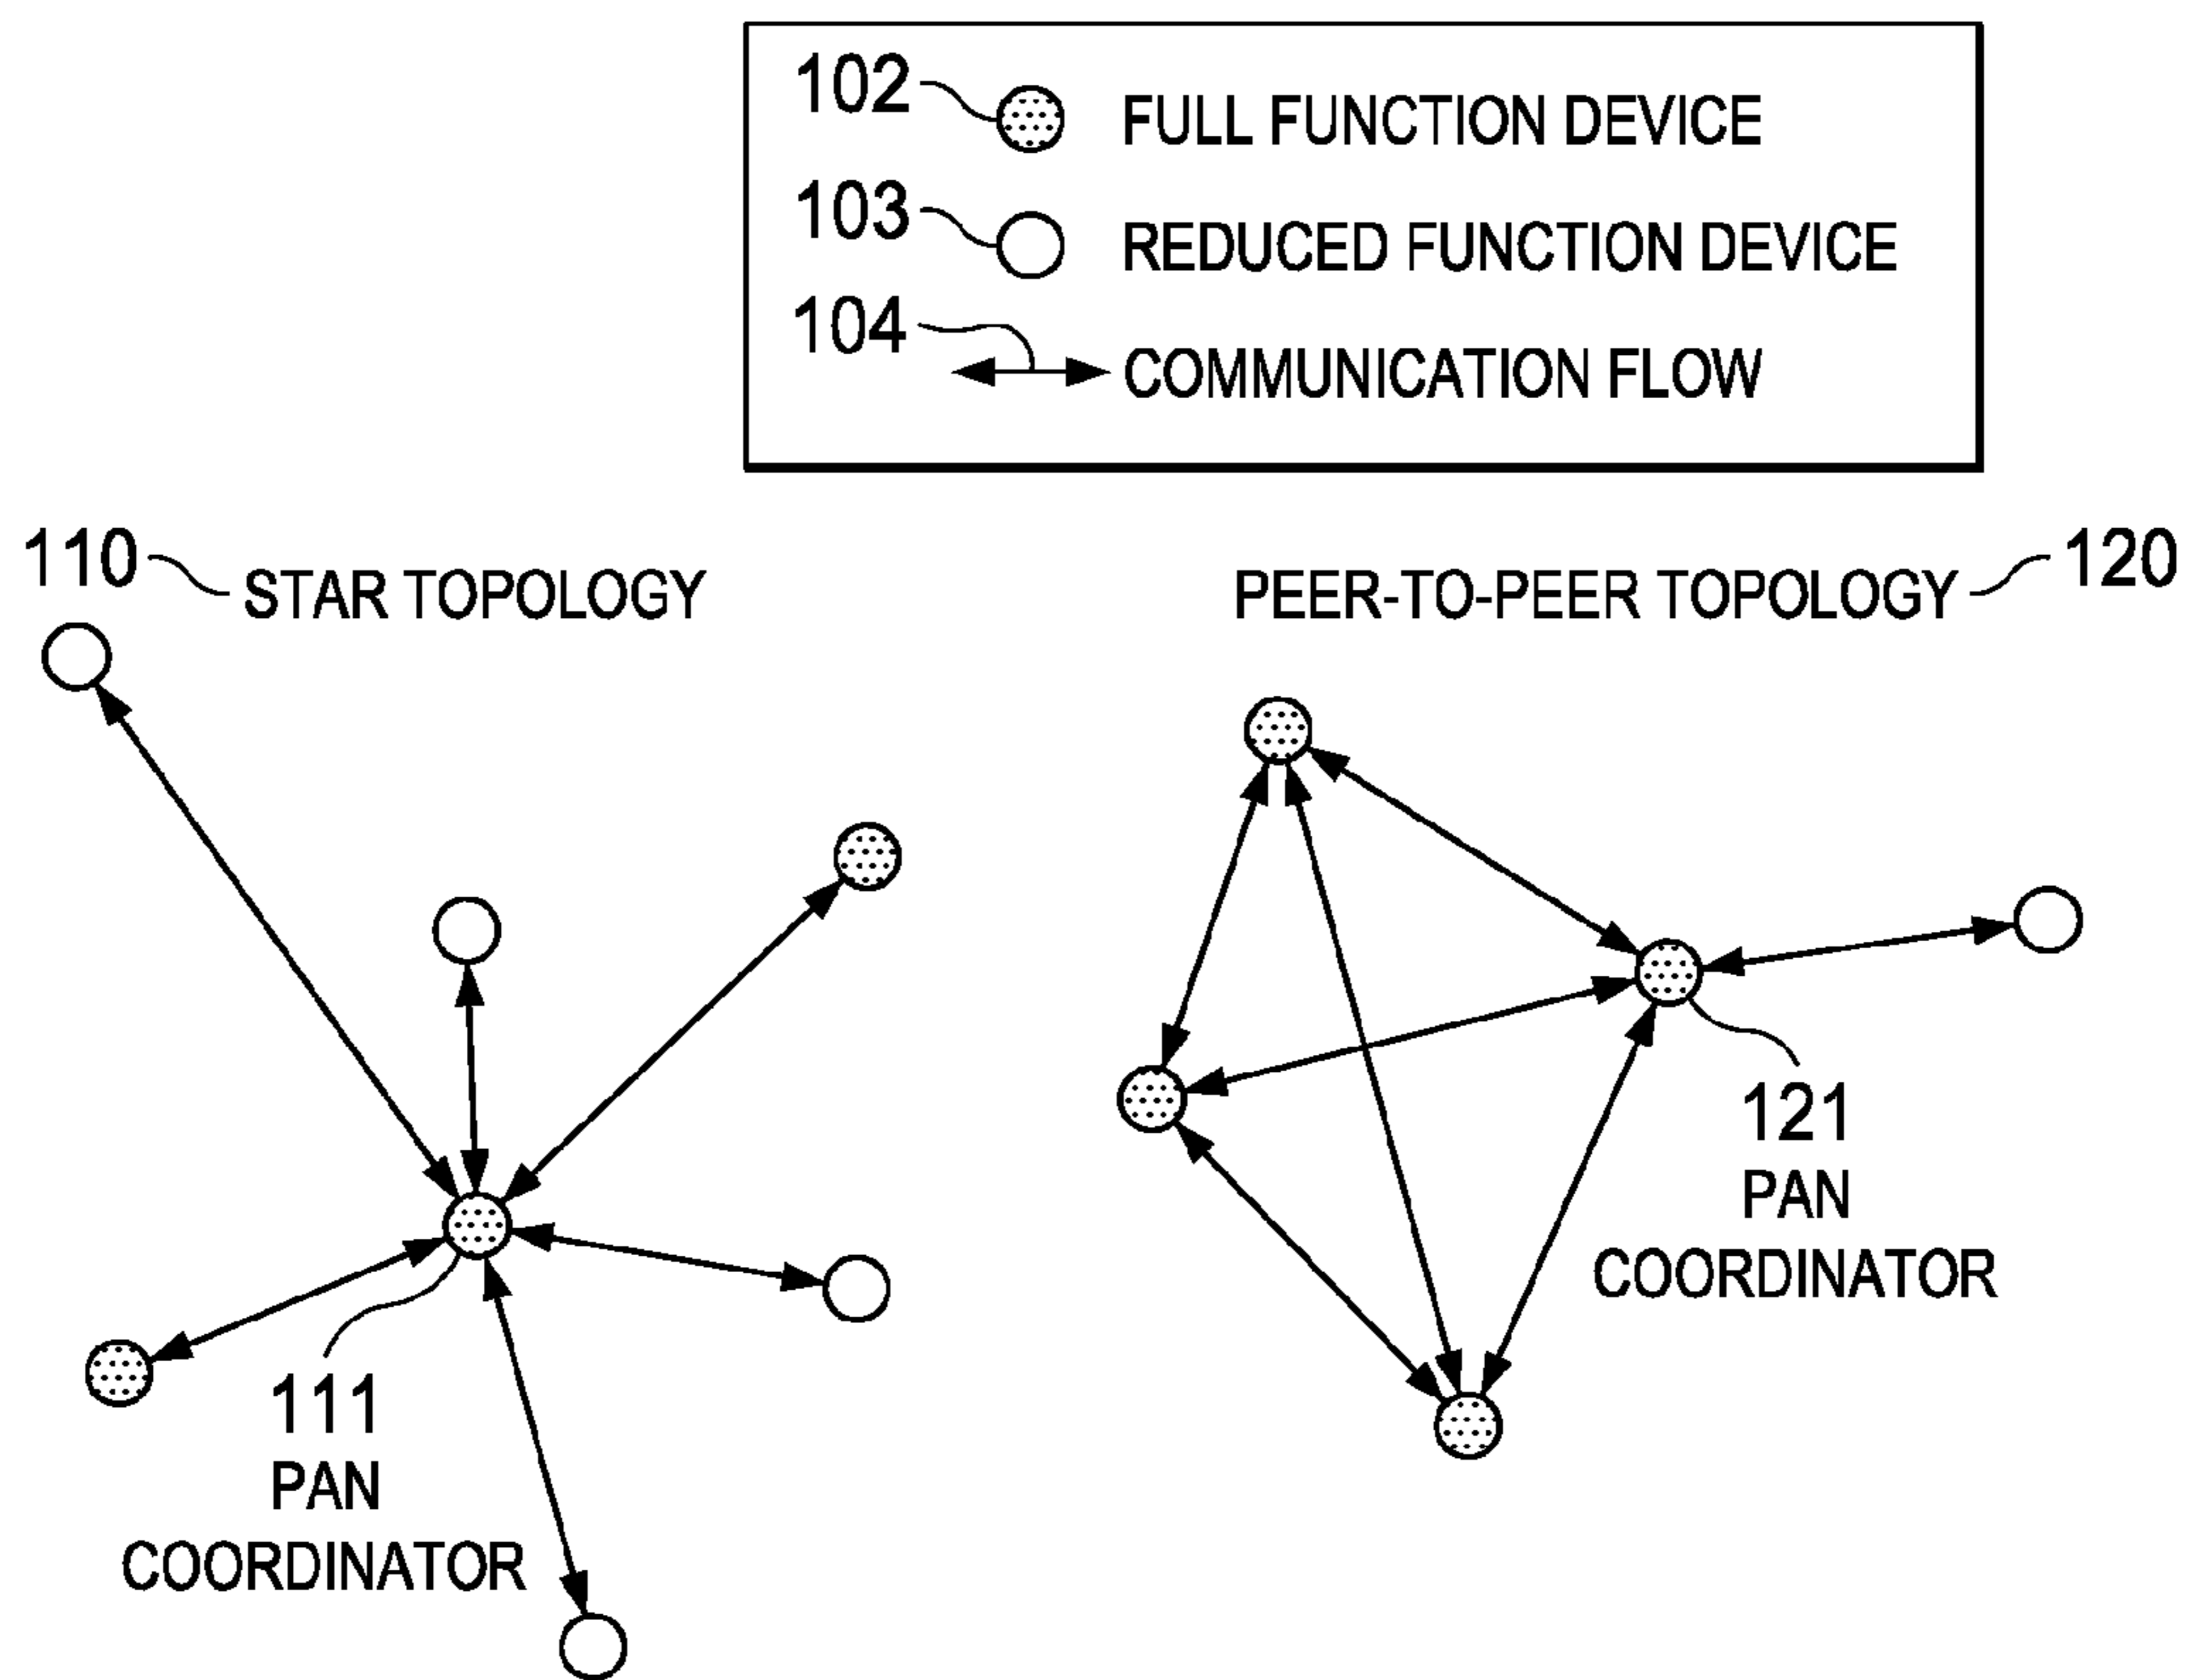 102 FULL FUNCTION DEVICE
103 REDUCED FUNCTION DEVICE
104 COMMUNICATION FLOW
110 STAR TOPOLOGY
PEER-TO-PEER TOPOLOGY 120
121
PAN
COORDINATOR
111
PAN
COORDINATOR